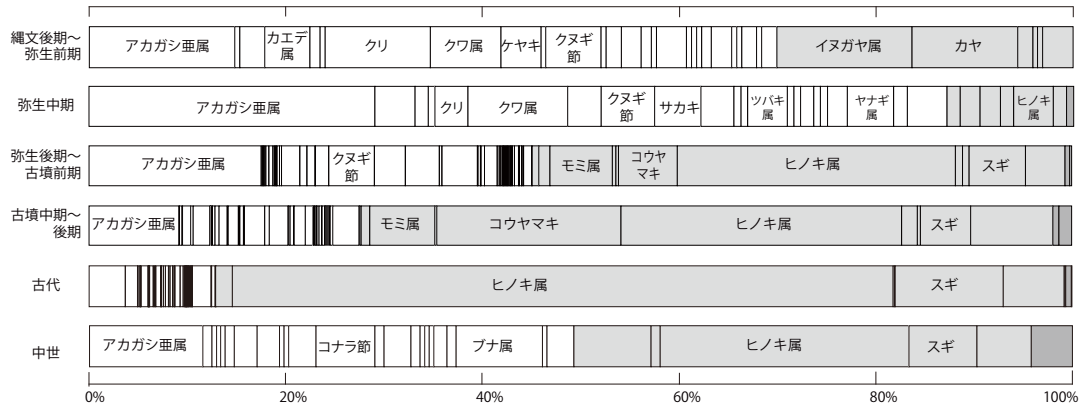 縄文後期～
弥生前期
アカガシ亜属
カエデ
属
クリ
クワ属
ケヤキ
クヌギ
節
イヌガヤ属
カヤ
弥生中期
アカガシ亜属
クリ
クワ属
クヌギ
節
サカキ
ツバキ
属
ヤナギ
属
ヒノキ
属
弥生後期～
古墳前期
アカガシ亜属
クヌギ
節
モミ属
コウヤ
マキ
ヒノキ属
スギ
古墳中期～
後期
アカガシ亜属
モミ属
コウヤマキ
ヒノキ属
スギ
古代
ヒノキ属
スギ
中世
アカガシ亜属
コナラ節
ブナ属
ヒノキ属
スギ
0%
20%
40%
60%
80%
100%